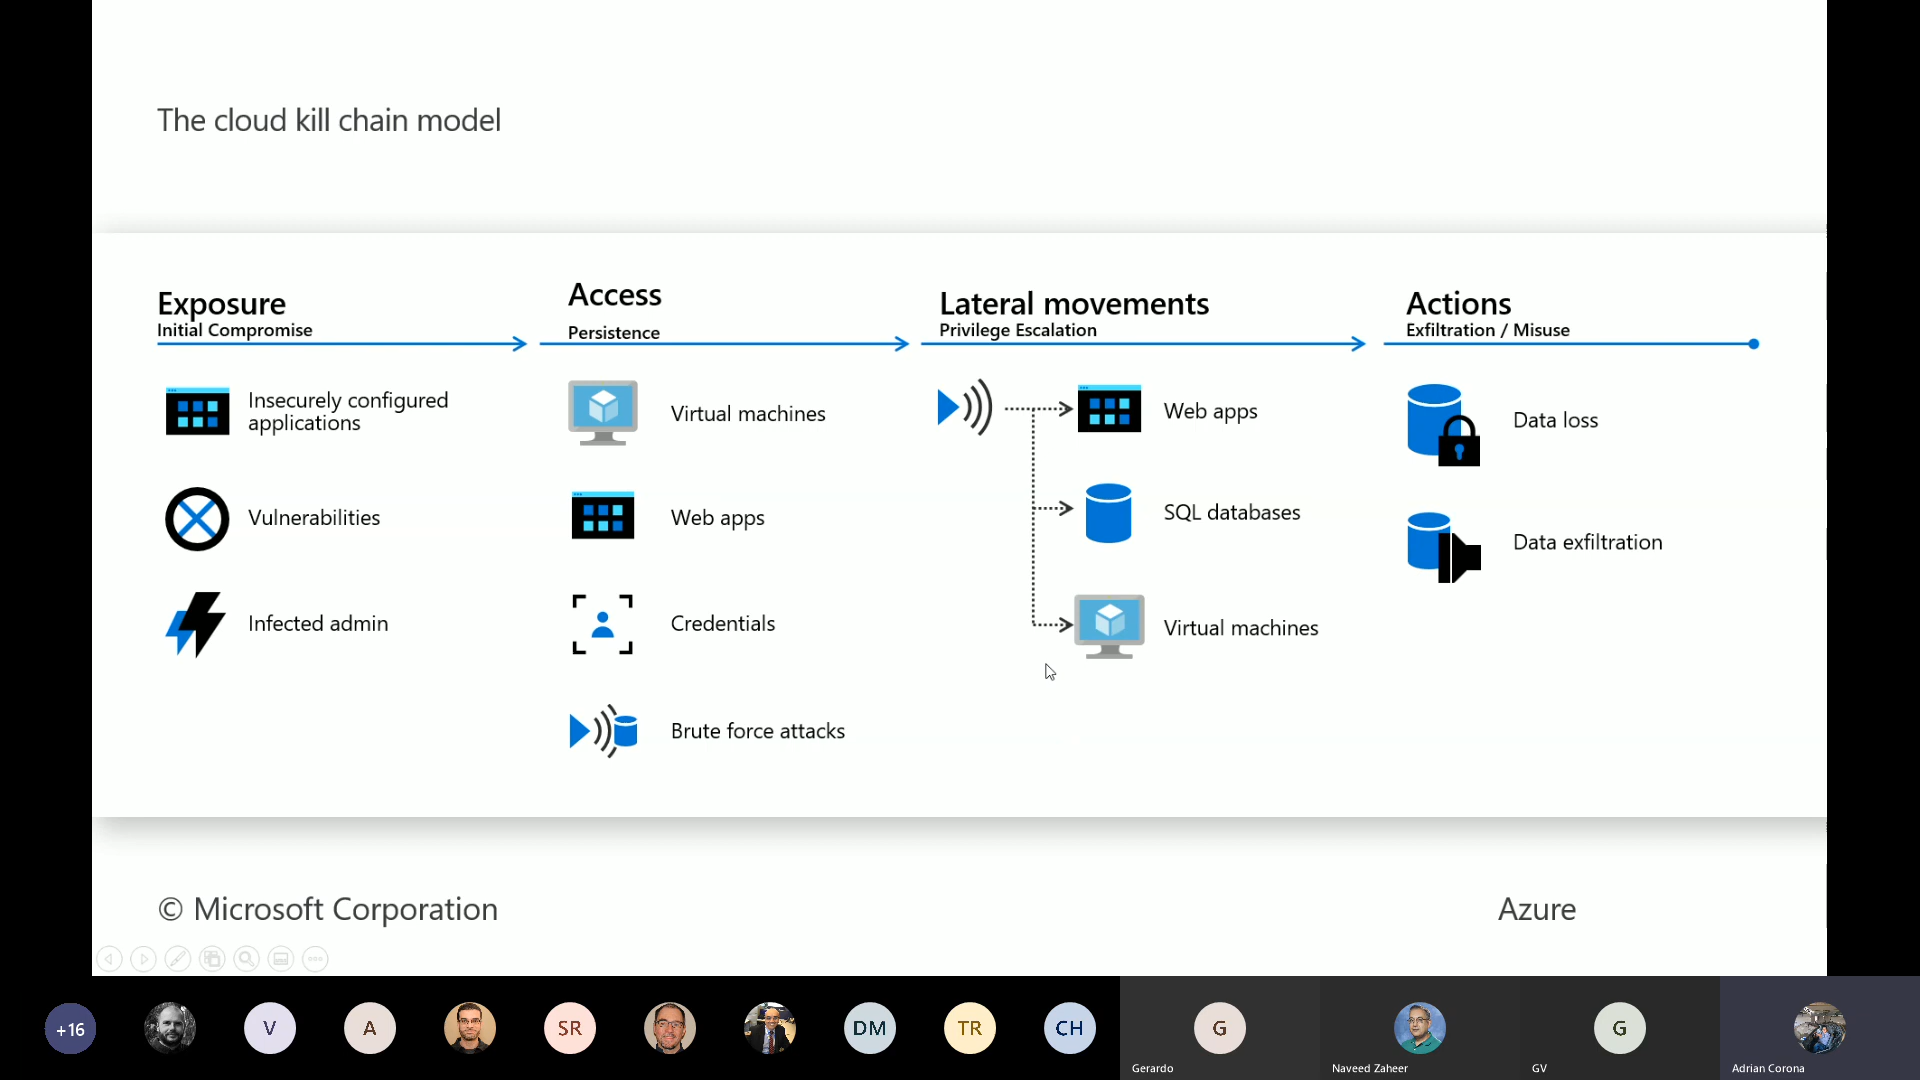 The cloud kill chain model
Exposure
Initial Compromise
Insecurely configured
applications
Vulnerabilities
Infected admin
Access
Persistence
Virtual machines
Web apps
Credentials
Brute force attacks
Lateral movements
Privilege Escalation
Web apps
SQL databases
Virtual machines
Actions
Exfiltration / Misuse
Data loss
Data exfiltration
© Microsoft Corporation
Azure
+16
V
A
SR
DM
TR
CH
G
Gerardo
Naveed Zaheer
G
GV
Adrian Corona